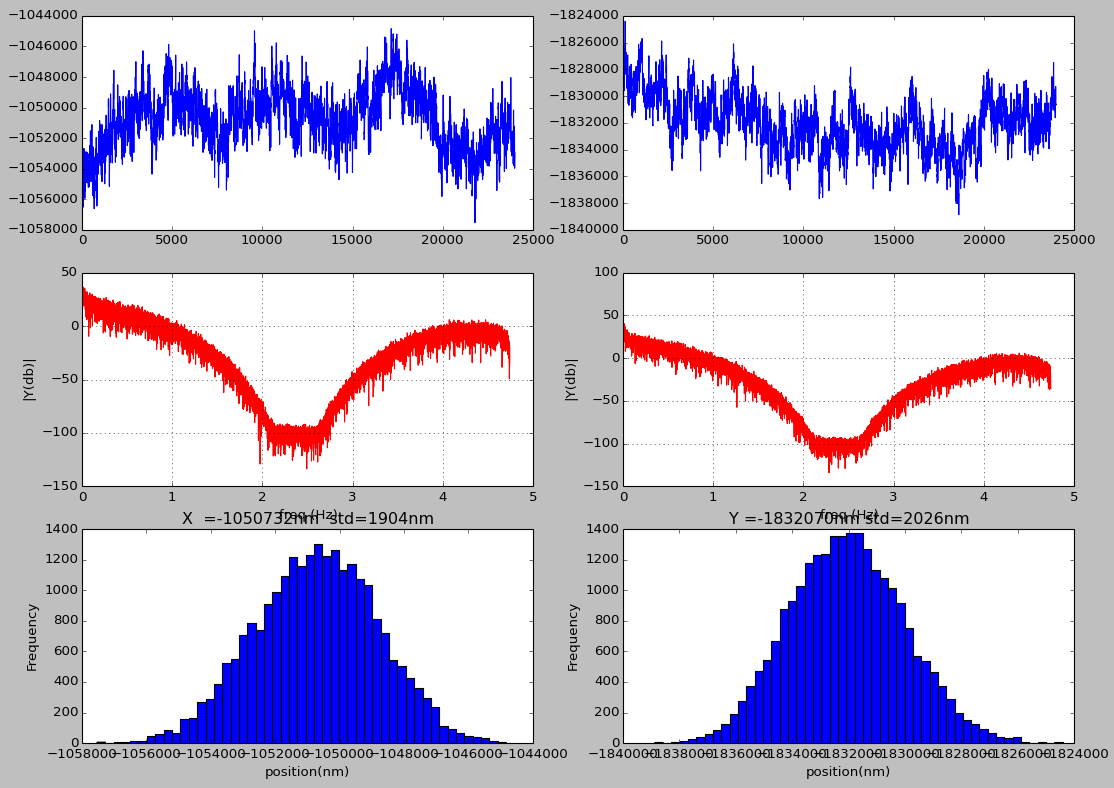 −1044000
−1046000
−1048000
−1050000
−1052000
−1054000
−1056000
−1058000
0 5000 10000 15000 20000 25000
−1824000
−1826000
−1828000
−1830000
−1832000
−1834000
−1836000
−1838000
−1840000
0 5000 10000 15000 20000 25000
50
0
−50
−100
−150
|Y(db)|
0 1 2 3 4 5
freq (Hz)
100
50
0
−50
−100
−150
|Y(db)|
0 1 2 3 4 5
freq (Hz)
X =-1050732nm std=1904nm
1400
1200
1000
800
600
400
200
0
Frequency
−1058000 −1056000 −1054000 −1052000 −1050000 −1048000 −1046000 −1044000
position(nm)
Y =-1832070nm std=2026nm
1400
1200
1000
800
600
400
200
0
Frequency
−1840000 −1838000 −1836000 −1834000 −1832000 −1830000 −1828000 −1826000 −1824000
position(nm)